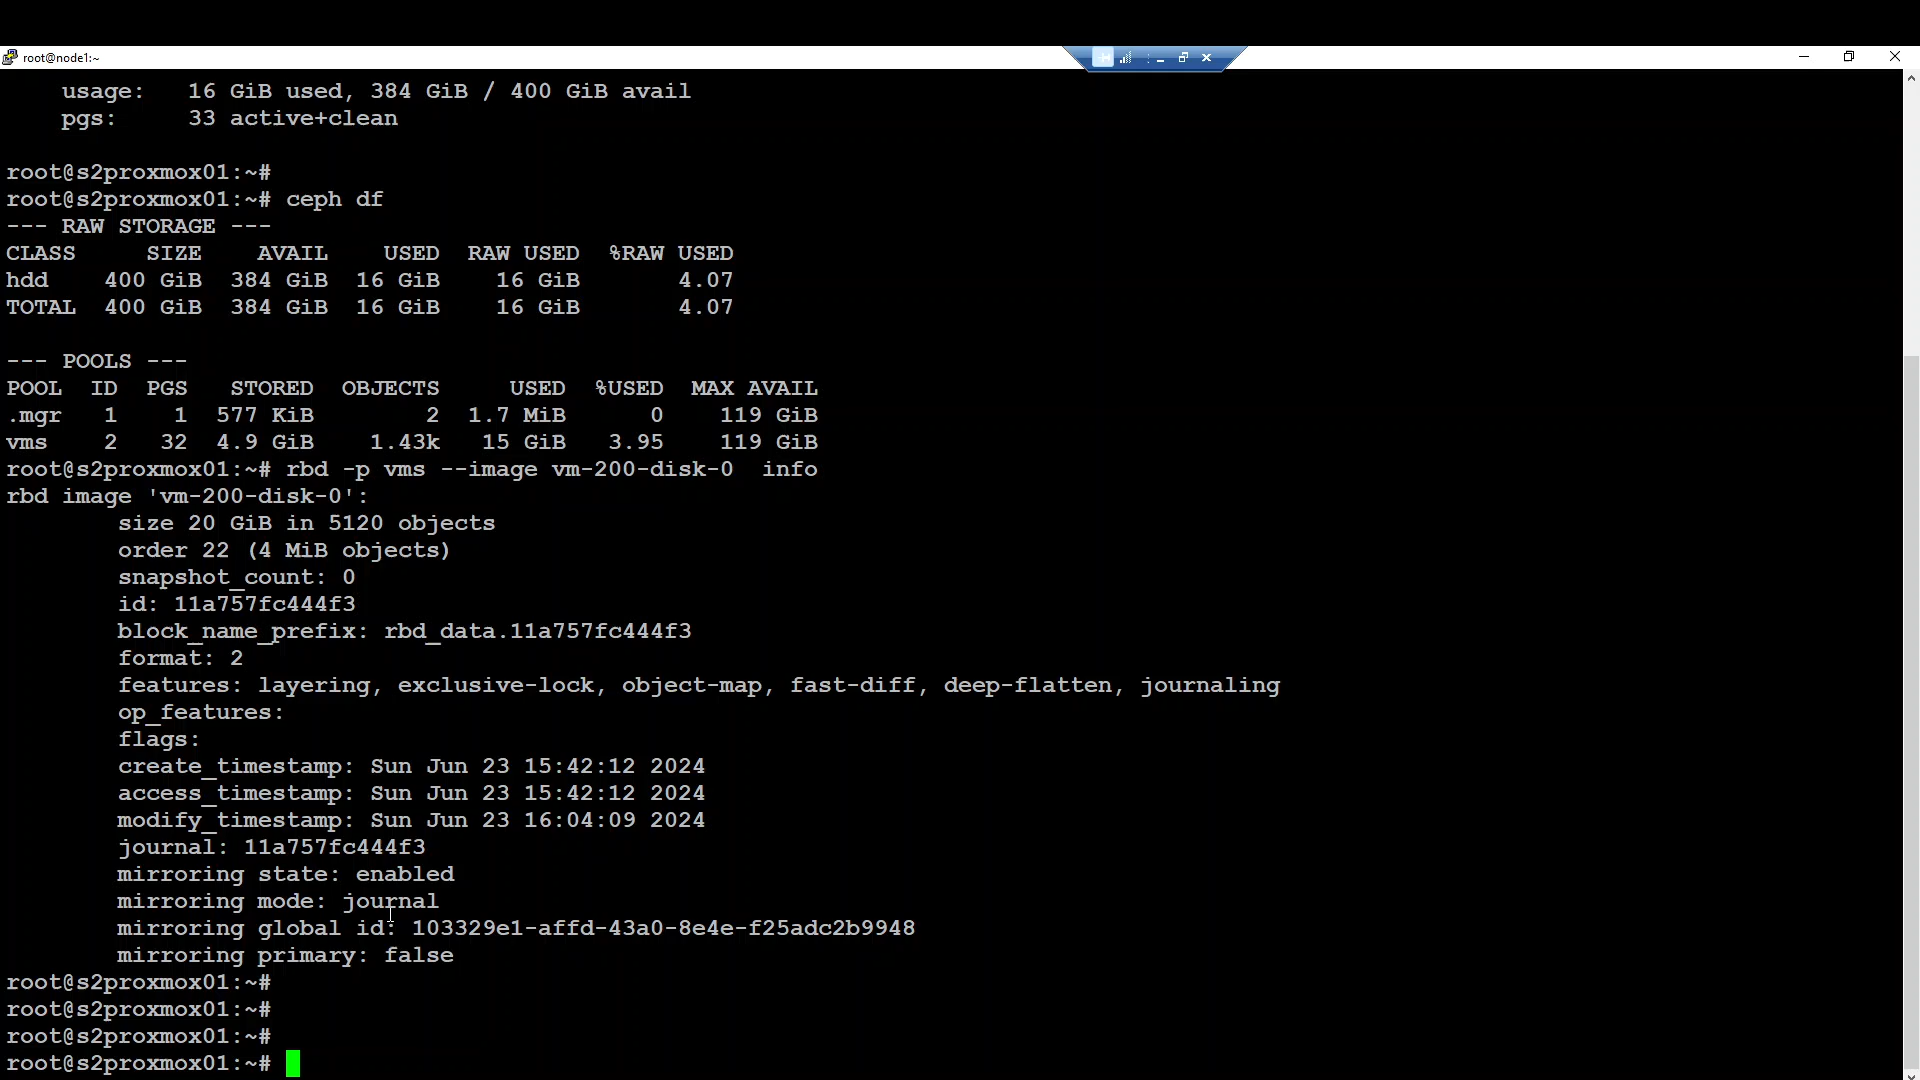 root@node1:~
usage:   16 GiB used, 384 GiB / 400 GiB avail
pgs:     33 active+clean
root@s2proxmox01:~#
root@s2proxmox01:~# ceph df
--- RAW STORAGE ---
CLASS     SIZE    AVAIL    USED  RAW USED  %RAW USED
hdd    400 GiB  384 GiB  16 GiB    16 GiB       4.07
TOTAL  400 GiB  384 GiB  16 GiB    16 GiB       4.07
--- POOLS ---
POOL  ID  PGS   STORED  OBJECTS     USED  %USED  MAX AVAIL
.mgr   1    1  577 KiB        2  1.7 MiB      0    119 GiB
vms    2   32  4.9 GiB    1.43k   15 GiB   3.95    119 GiB
root@s2proxmox01:~# rbd -p vms --image vm-200-disk-0  info
rbd image 'vm-200-disk-0':
size 20 GiB in 5120 objects
order 22 (4 MiB objects)
snapshot_count: 0
id: 11a757fc444f3
block_name_prefix: rbd_data.11a757fc444f3
format: 2
features: layering, exclusive-lock, object-map, fast-diff, deep-flatten, journaling
op_features:
flags:
create_timestamp: Sun Jun 23 15:42:12 2024
access_timestamp: Sun Jun 23 15:42:12 2024
modify_timestamp: Sun Jun 23 16:04:09 2024
journal: 11a757fc444f3
mirroring state: enabled
mirroring mode: journal
mirroring global id: 103329e1-affd-43a0-8e4e-f25adc2b9948
mirroring primary: false
root@s2proxmox01:~#
root@s2proxmox01:~#
root@s2proxmox01:~#
root@s2proxmox01:~#